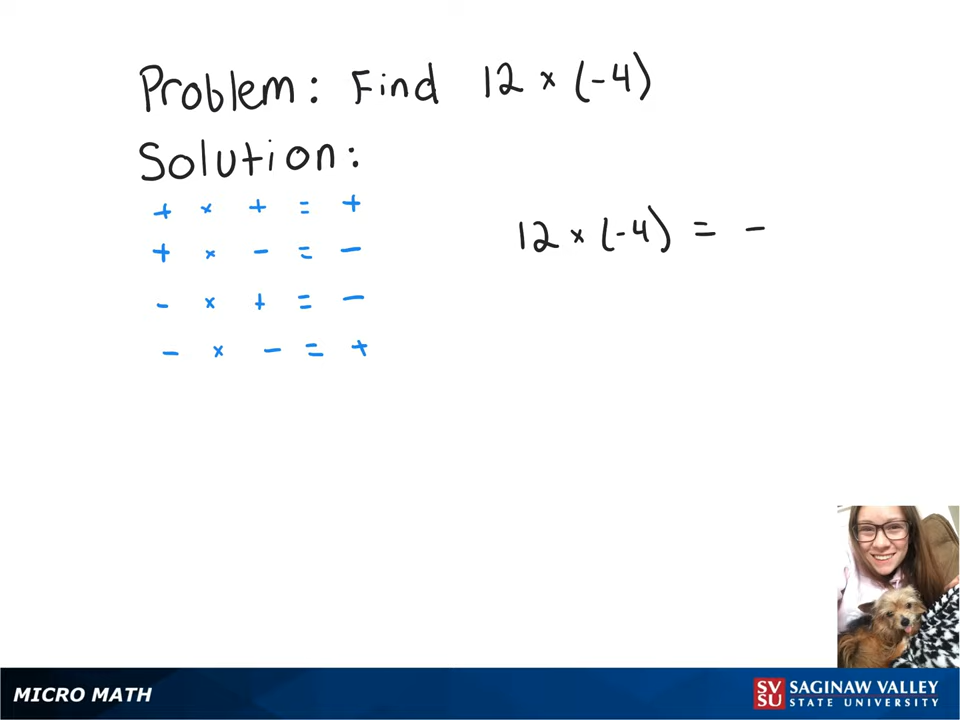 Problem: Find 12 × (-4)
Solution:
+ × + = +
+ × - = -
- × + = -
- × - = +
12 × (-4) = -
MICRO MATH
SV
SU
SAGINAW VALLEY
STATE UNIVERSITY